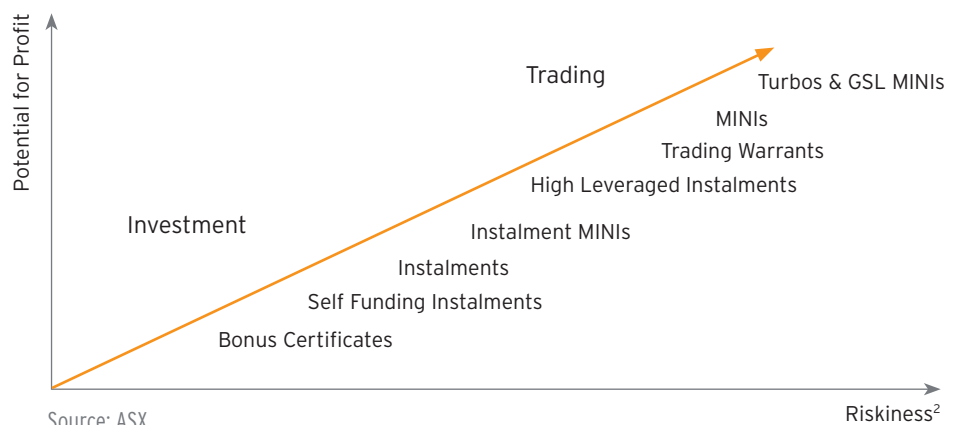 Potential for Profit
Trading
Turbos & GSL MINIs
MINIs
Trading Warrants
High Leveraged Instalments
Investment
Instalment MINIs
Instalments
Self Funding Instalments
Bonus Certificates
Riskiness²
Source: ASX